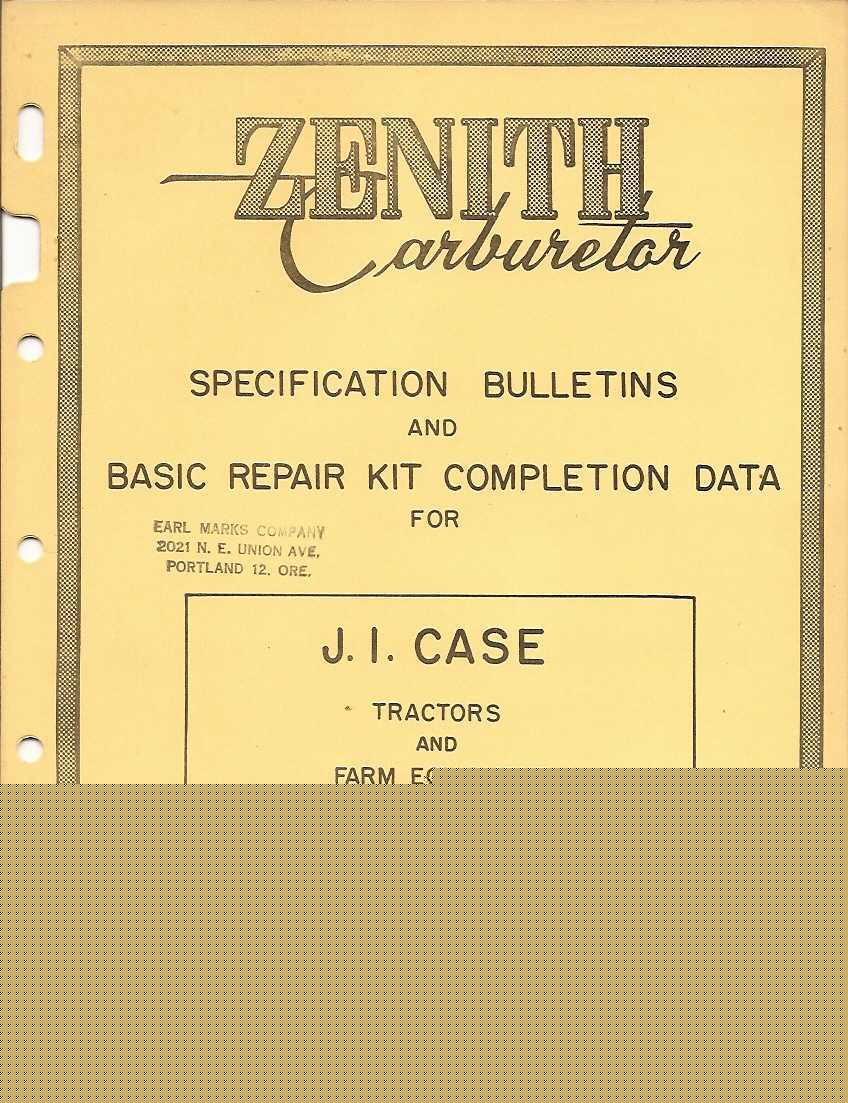 ZENITH
Carburetor
SPECIFICATION BULLETINS
AND
BASIC REPAIR KIT COMPLETION DATA
FOR
EARL MARKS COMPANY
2021 N. E. UNION AVE.
PORTLAND 12, ORE.
J. I. CASE
TRACTORS
AND
FARM